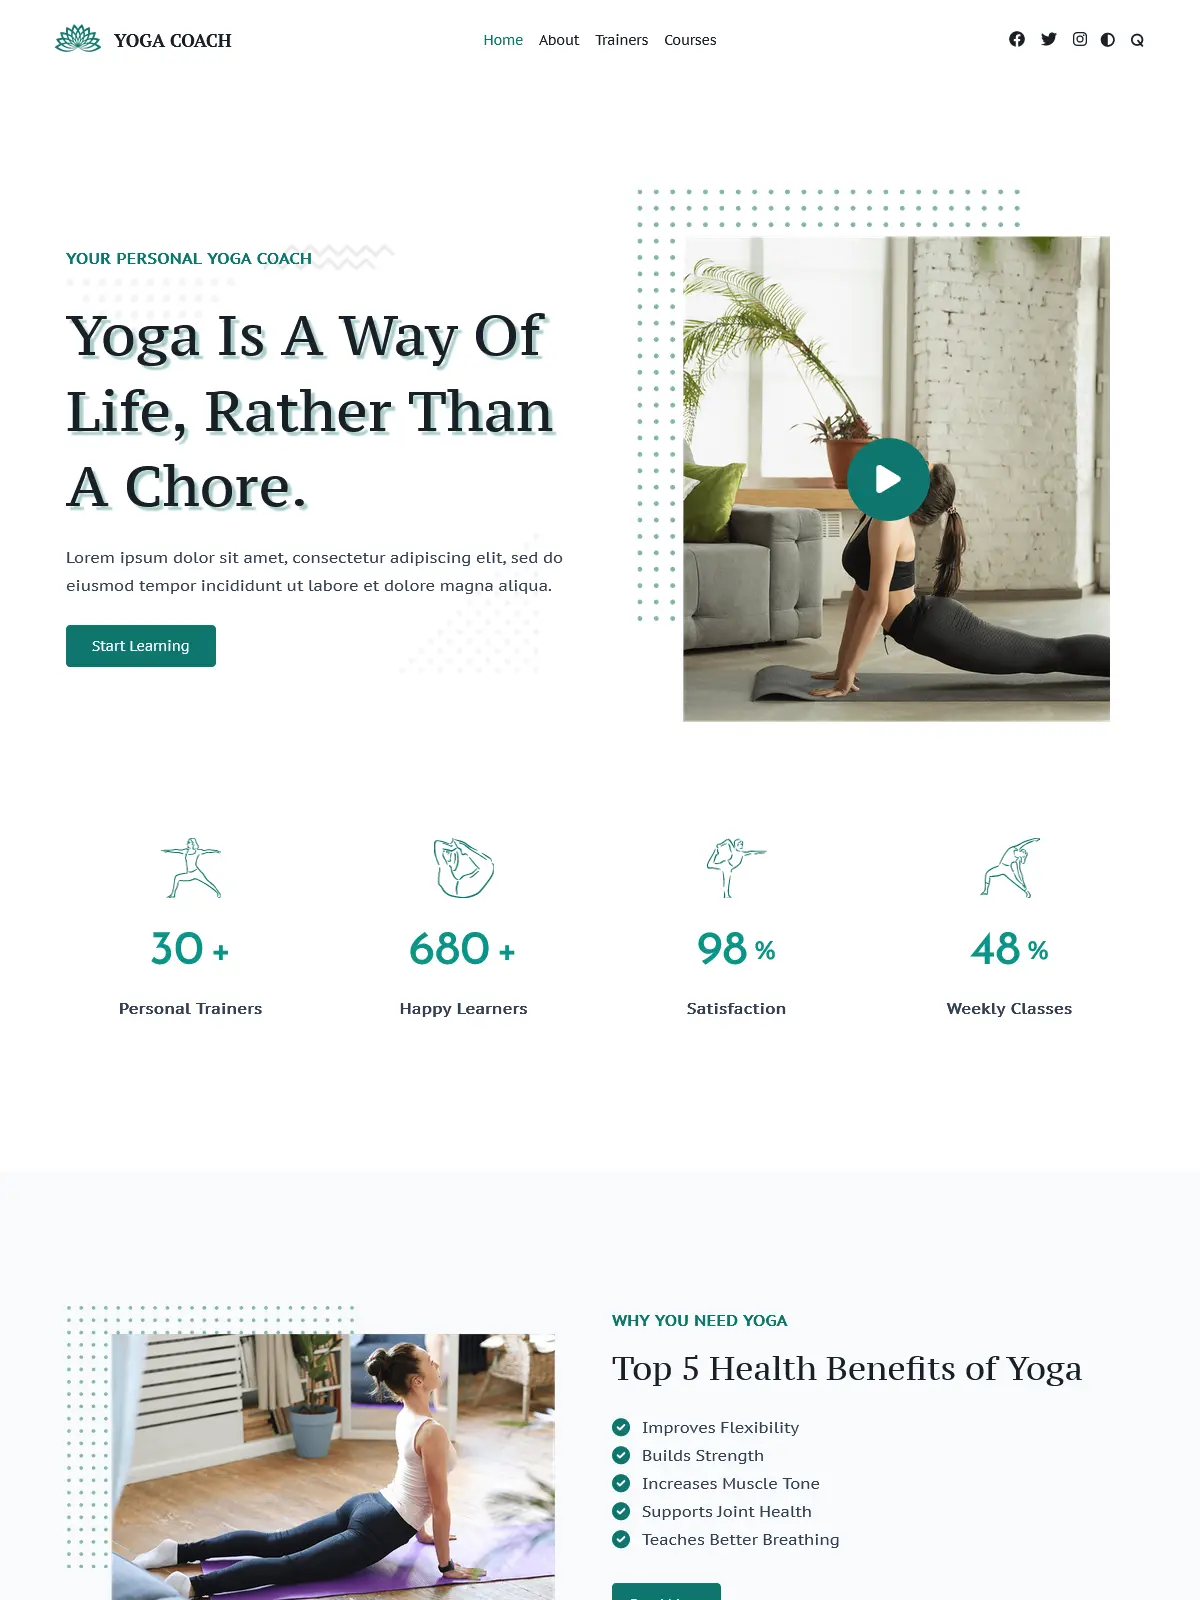 YOGA COACH
Home About Trainers Courses
YOUR PERSONAL YOGA COACH
Yoga Is A Way Of
Life, Rather Than
A Chore.
Lorem ipsum dolor sit amet, consectetur adipiscing elit, sed do
eiusmod tempor incididunt ut labore et dolore magna aliqua.
Start Learning
30 + 680 + 98 % 48 %
Personal Trainers Happy Learners Satisfaction Weekly Classes
WHY YOU NEED YOGA
Top 5 Health Benefits of Yoga
Improves Flexibility
Builds Strength
Increases Muscle Tone
Supports Joint Health
Teaches Better Breathing